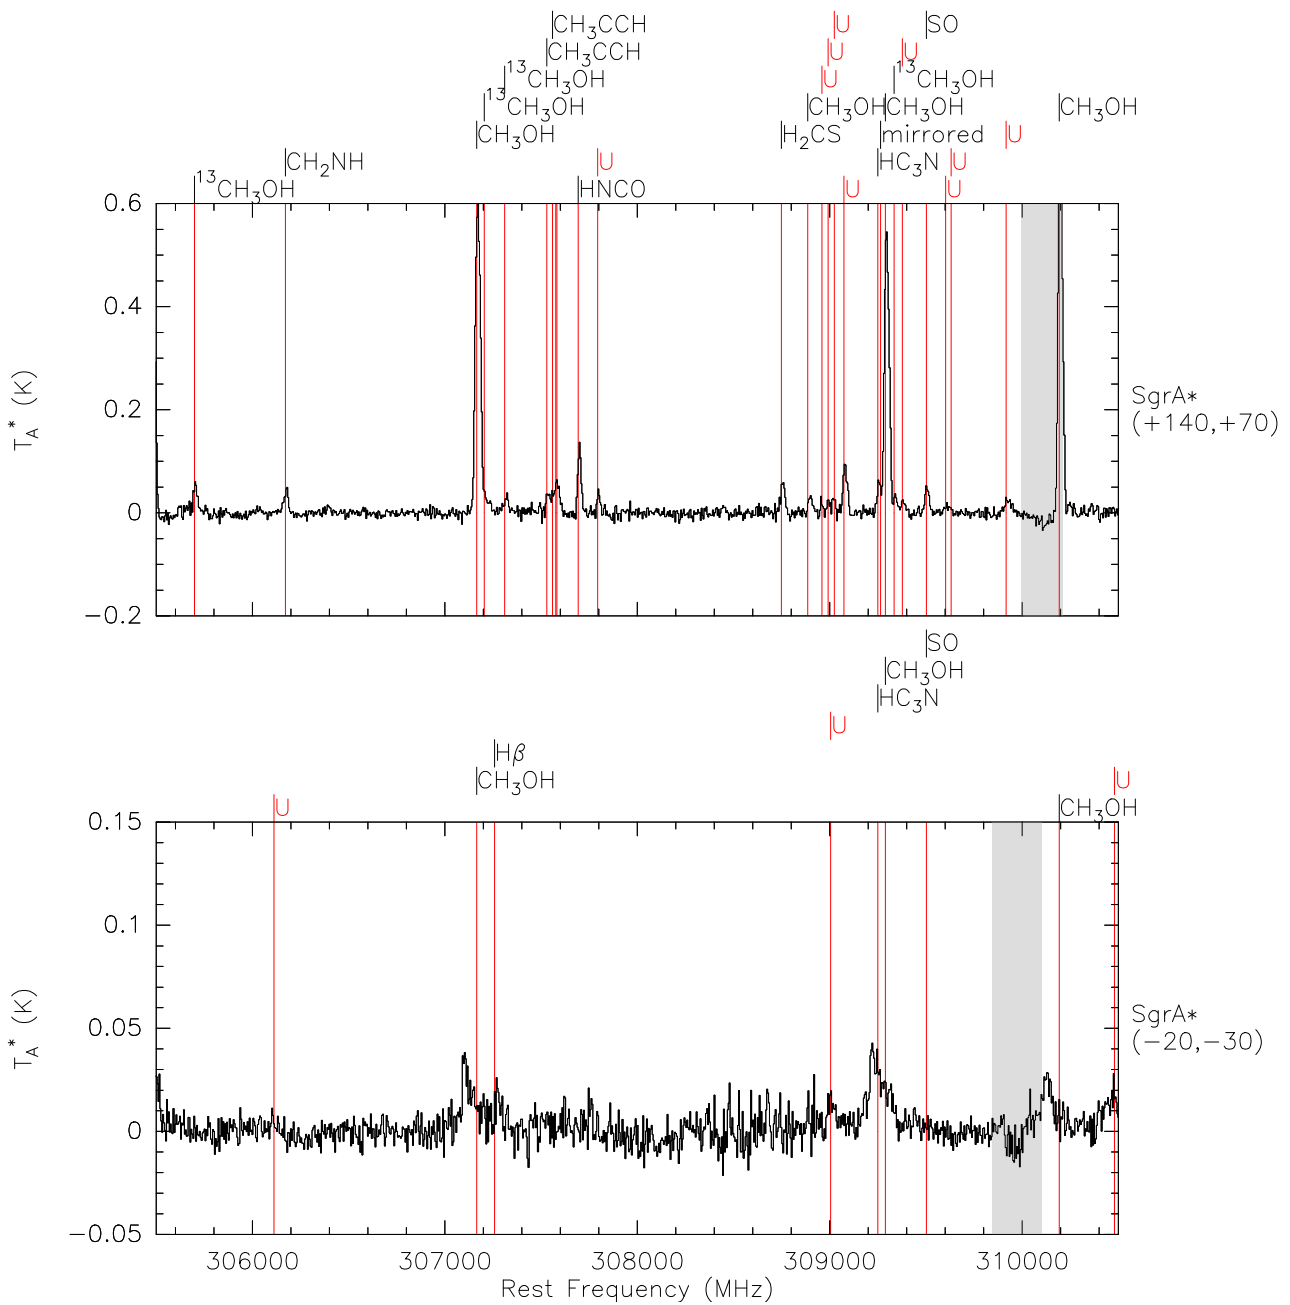 CH₃CCH U SO
CH₃CCH U U
¹³CH₃OH U ¹³CH₃OH
¹³CH₃OH CH₃OH CH₃OH CH₃OH
CH₃OH H₂CS mirrored U
CH₂NH U HC₃N U
¹³CH₃OH HNCO U U
0.6
0.4
0.2
0
−0.2
T_A* (K)
SgrA*
(+140,+70)
SO
CH₃OH
HC₃N
U
Hβ
CH₃OH U
U CH₃OH
0.15
0.1
0.05
0
−0.05
T_A* (K)
SgrA*
(−20,−30)
306000 307000 308000 309000 310000
Rest Frequency (MHz)